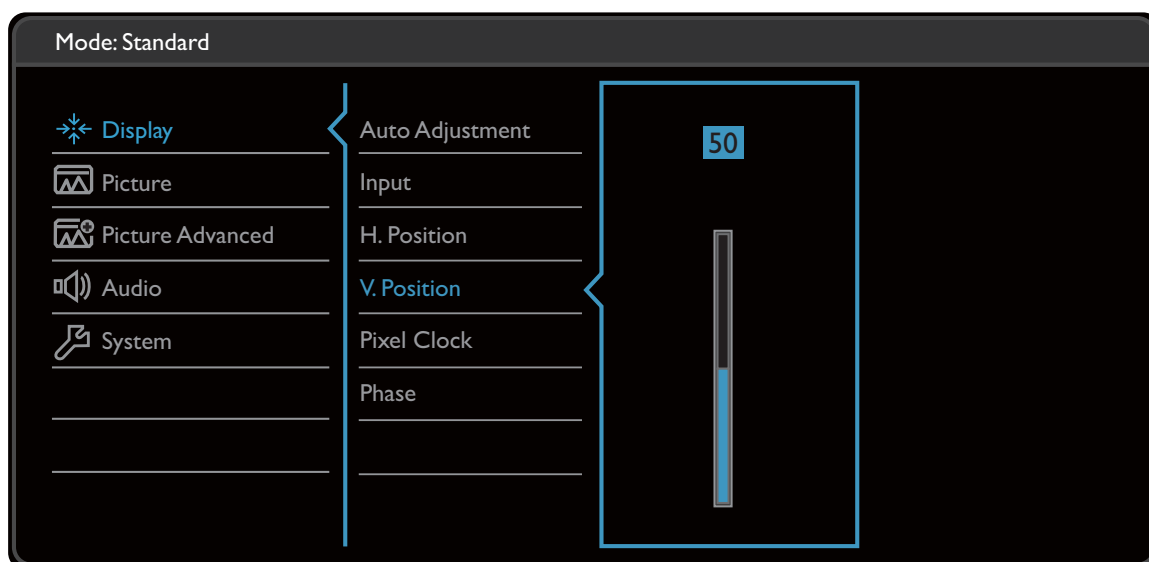 Mode: Standard
Display
Picture
Picture Advanced
Audio
System
Auto Adjustment
Input
H. Position
V. Position
Pixel Clock
Phase
50